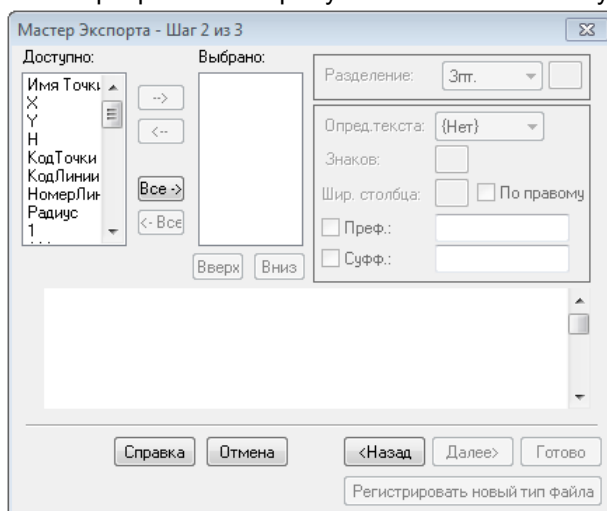 Мастер Экспорта - Шаг 2 из 3
Доступно:
Выбрано:
Имя Точки
X
Y
H
КодТочки
КодЛинии
НомерЛин
Радиус
1
-->
<--
Все ->
<- Все
Вверх
Вниз
Разделение:
Зпт.
Опред.текста:
{Нет}
Знаков:
Шир. столбца:
По правому
Преф.:
Суфф.:
Справка
Отмена
<Назад
Далее>
Готово
Регистрировать новый тип файла